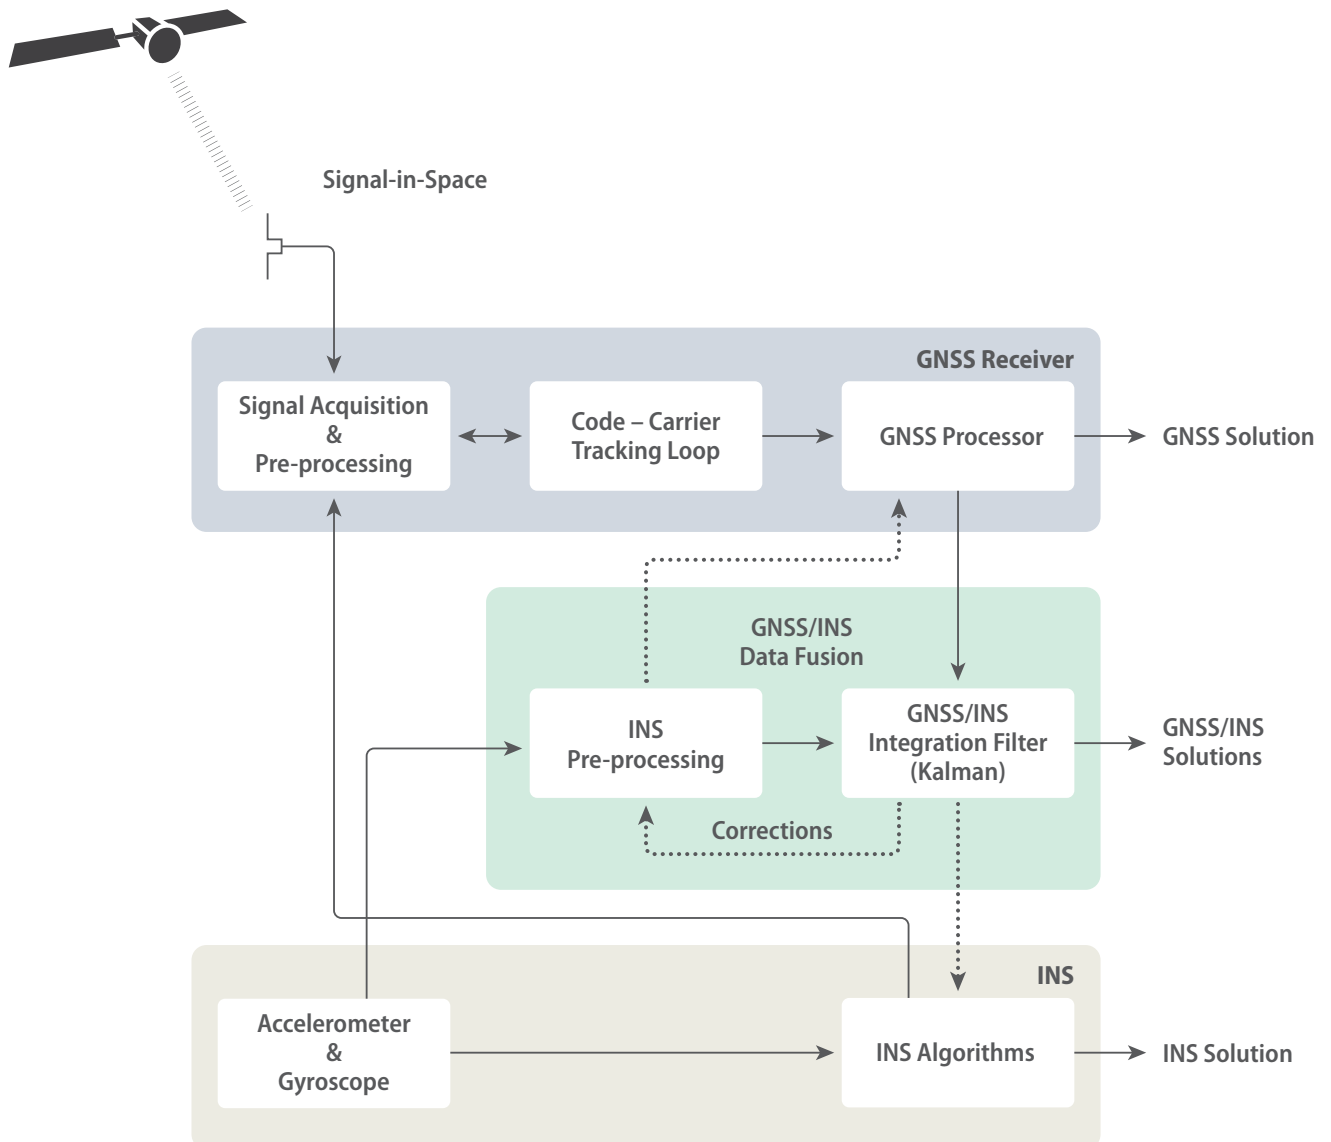 Signal-in-Space
GNSS Receiver
Signal Acquisition
&
Pre-processing
Code – Carrier
Tracking Loop
GNSS Processor
GNSS Solution
GNSS/INS
Data Fusion
INS
Pre-processing
GNSS/INS
Integration Filter
(Kalman)
GNSS/INS
Solutions
Corrections
INS
Accelerometer
&
Gyroscope
INS Algorithms
INS Solution